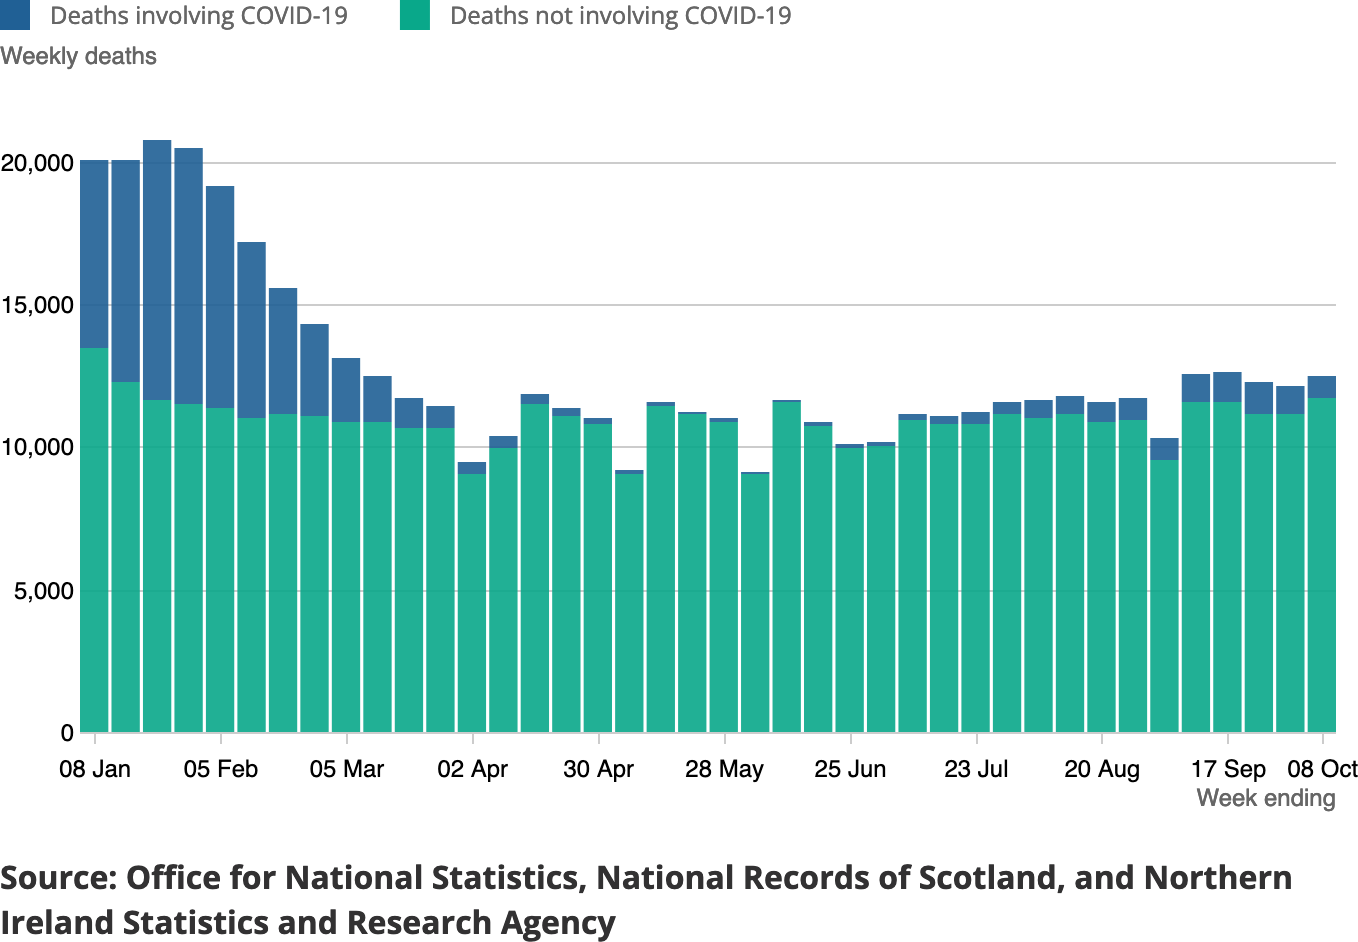 Deaths involving COVID-19 Deaths not involving COVID-19
Weekly deaths
20,000
15,000
10,000
5,000
0
08 Jan 05 Feb 05 Mar 02 Apr 30 Apr 28 May 25 Jun 23 Jul 20 Aug 17 Sep 08 Oct
Week ending
Source: Office for National Statistics, National Records of Scotland, and Northern
Ireland Statistics and Research Agency